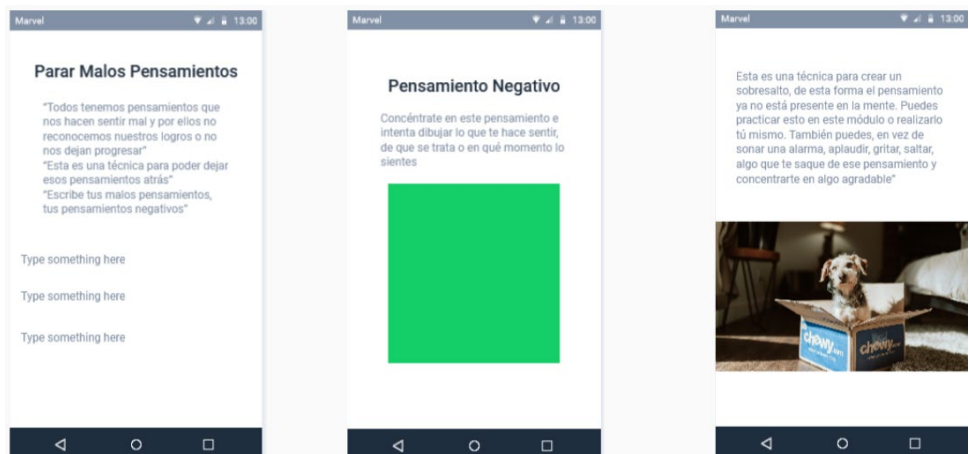 Marvel 13:00
Parar Malos Pensamientos
“Todos tenemos pensamientos que
nos hacen sentir mal y por ellos no
reconocemos nuestros logros o no
nos dejan progresar”
“Esta es una técnica para poder dejar
esos pensamientos atrás”
“Escribe tus malos pensamientos,
tus pensamientos negativos”
Type something here
Type something here
Type something here
Marvel 13:00
Pensamiento Negativo
Concéntrate en este pensamiento e
intenta dibujar lo que te hace sentir,
de que se trata o en qué momento lo
sientes
Marvel 13:00
Esta es una técnica para crear un
sobresalto, de esta forma el pensamiento
ya no está presente en la mente. Puedes
practicar esto en este módulo o realizarlo
tú mismo. También puedes, en vez de
sonar una alarma, aplaudir, gritar, saltar,
algo que te saque de ese pensamiento y
concentrarte en algo agradable”
chewy.com
chewy.com